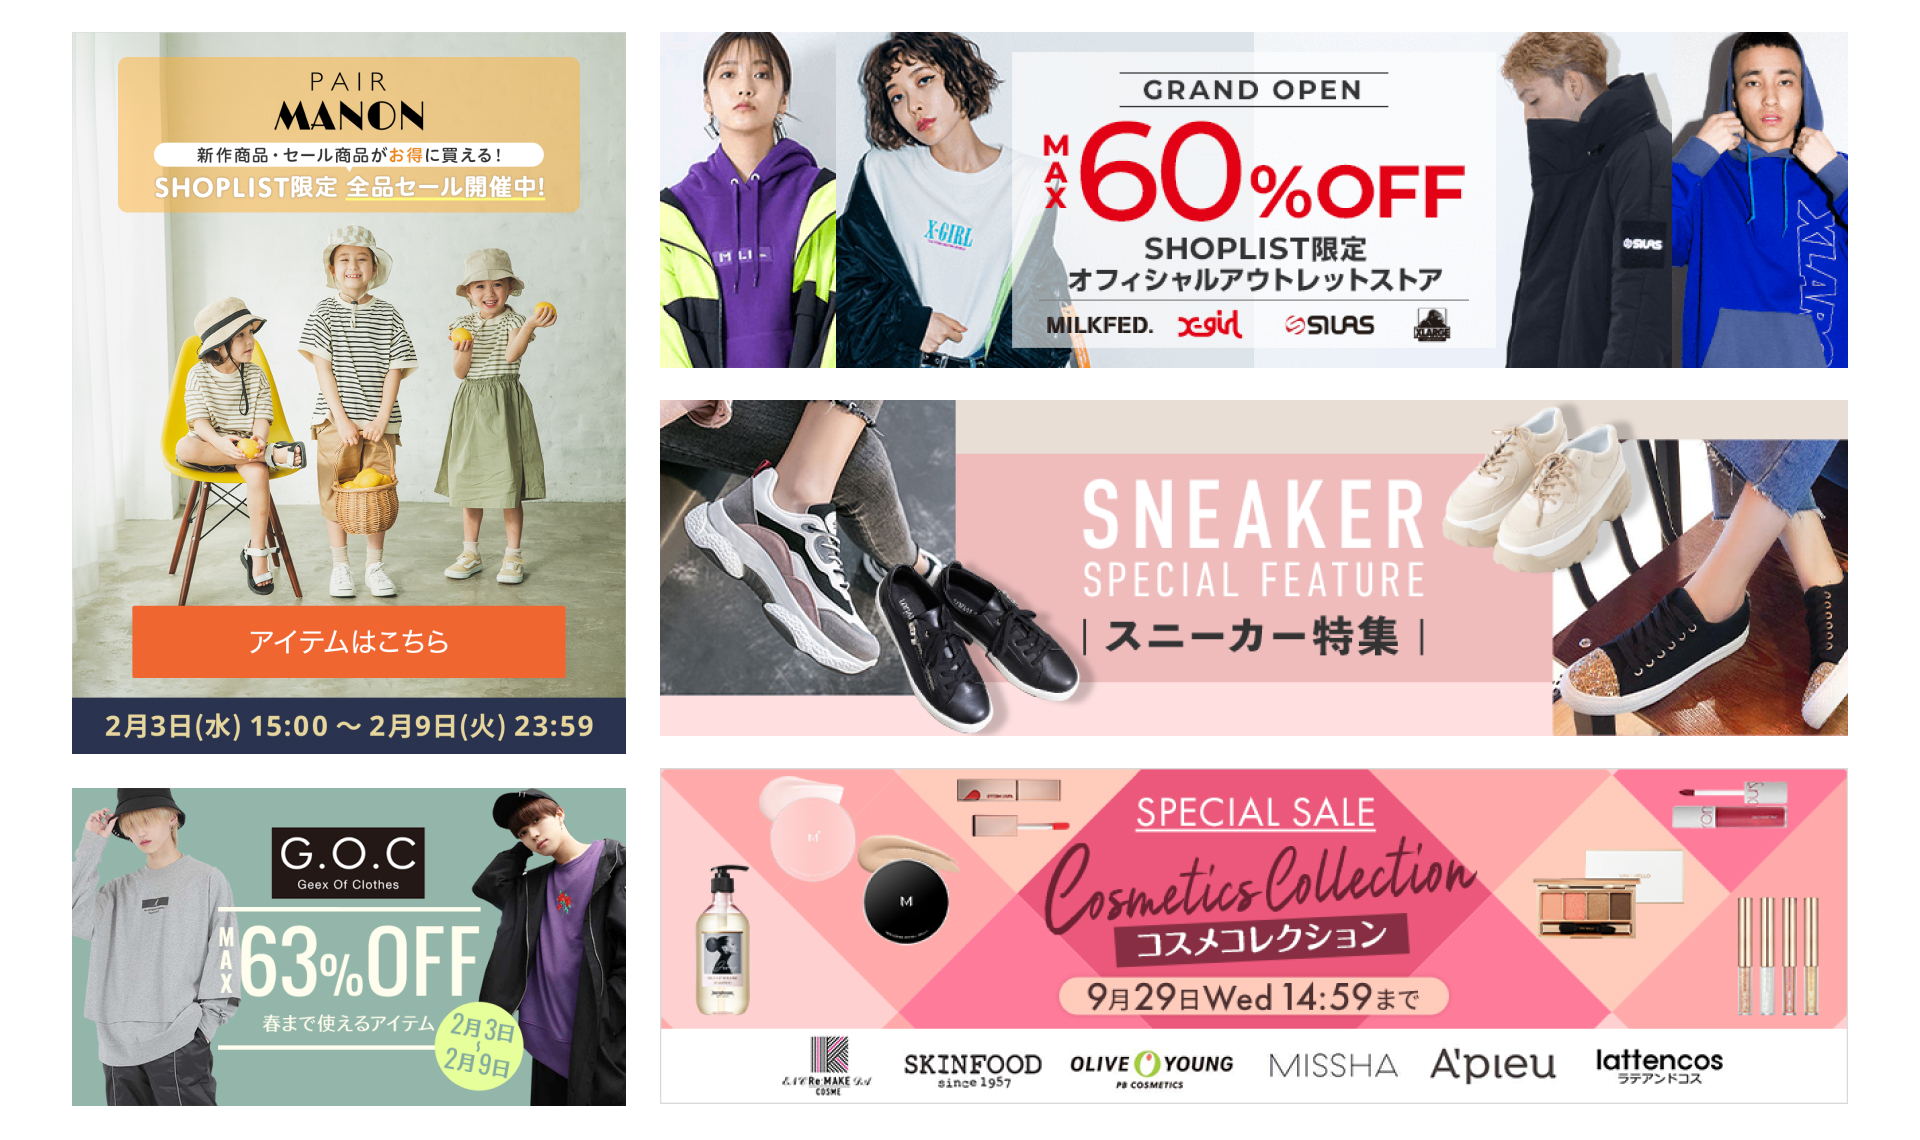 PAIR
MANON
新作商品・セール商品がお得に買える!
SHOPLIST限定 全品セール開催中!
アイテムはこちら
2月3日(水) 15:00 ～ 2月9日(火) 23:59
G.O.C
Geex Of Clothes
MAX 63%OFF
春まで使えるアイテム
2月3日
~
2月9日
GRAND OPEN
MAX 60%OFF
SHOPLIST限定
オフィシャルアウトレットストア
MILKFED. x-girl SILAS XLARGE
X-GIRL
SILAS
XLARG
SNEAKER
SPECIAL FEATURE
| スニーカー特集 |
SPECIAL SALE
Cosmetics Collection
コスメコレクション
9月29日Wed 14:59まで
M
M
K
Re:MAKE
COSME
SKINFOOD
since 1957
OLIVE YOUNG
PB COSMETICS
MISSHA
A'pieu
lattencos
ラテアンドコス